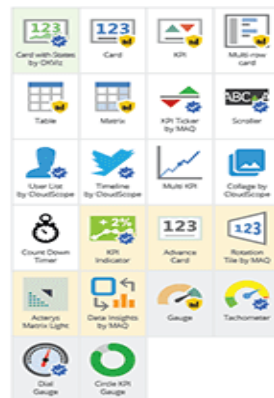 123
Card with States
by OKViz
123
Card
KPI
Multi-row
card
Table
Matrix
KPI Ticker
by MAQ
ABC
Scroller
User List
by CloudScope
Timeline
by CloudScope
Multi KPI
Collage by
CloudScope
Count Down
Timer
+ 2%
KPI
Indicator
123
Advance
Card
123
Rotation
Tile by MAQ
Acterys
Matrix Light
Data Insights
by MAQ
Gauge
Tachometer
Dial
Gauge
Circle KPI
Gauge